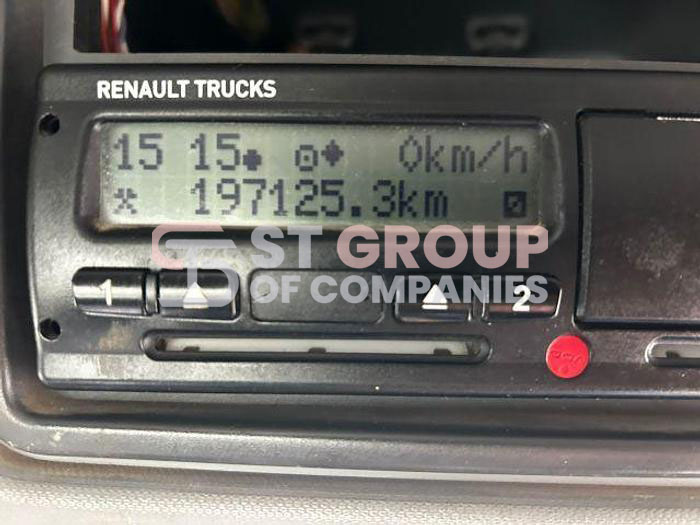 RENAULT TRUCKS
15 15 0km/h
197125.3km
ST GROUP
OF COMPANIES
1 2